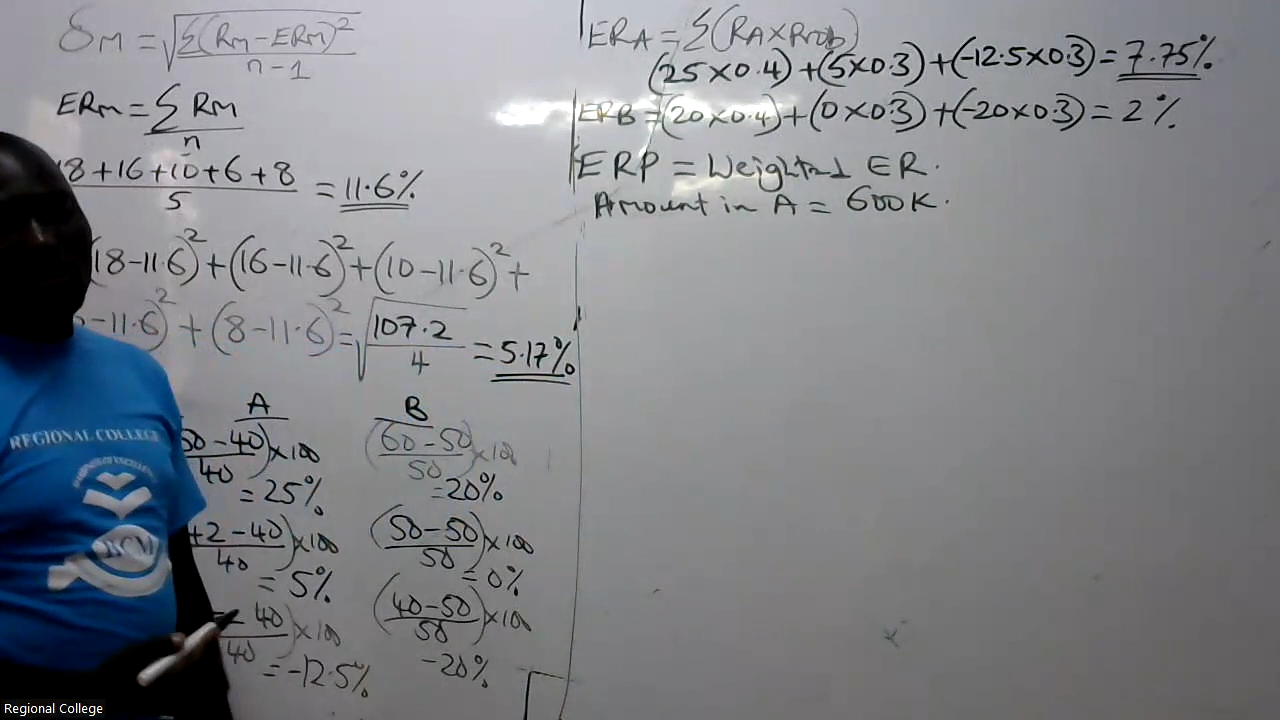 δM = √Σ(RM-ERM)²
n-1
ERM = Σ RM
n
18+16+10+6+8 = 11.6%
5
(18-11.6)² + (16-11.6)² + (10-11.6)² +
-11.6)² + (8-11.6)² = √107.2 = 5.17%
4
A
50-40)×100
40
= 25%
+2-40)×100
40
= 5%
- 40)×100
40
= -12.5%
B
(60-50)×100
50
=20%
(50-50)×100
50
= 0%
(40-50)×100
50
-20%
ERA = Σ(RA×Prob)
(25×0.4)+(5×0.3)+(-12.5×0.3)= 7.75%
ERB = (20×0.4)+(0×0.3)+(-20×0.3)= 2%
ERP = Weighted ER.
Amount in A = 600K.
REGIONAL COLLEGE
RCM
Regional College